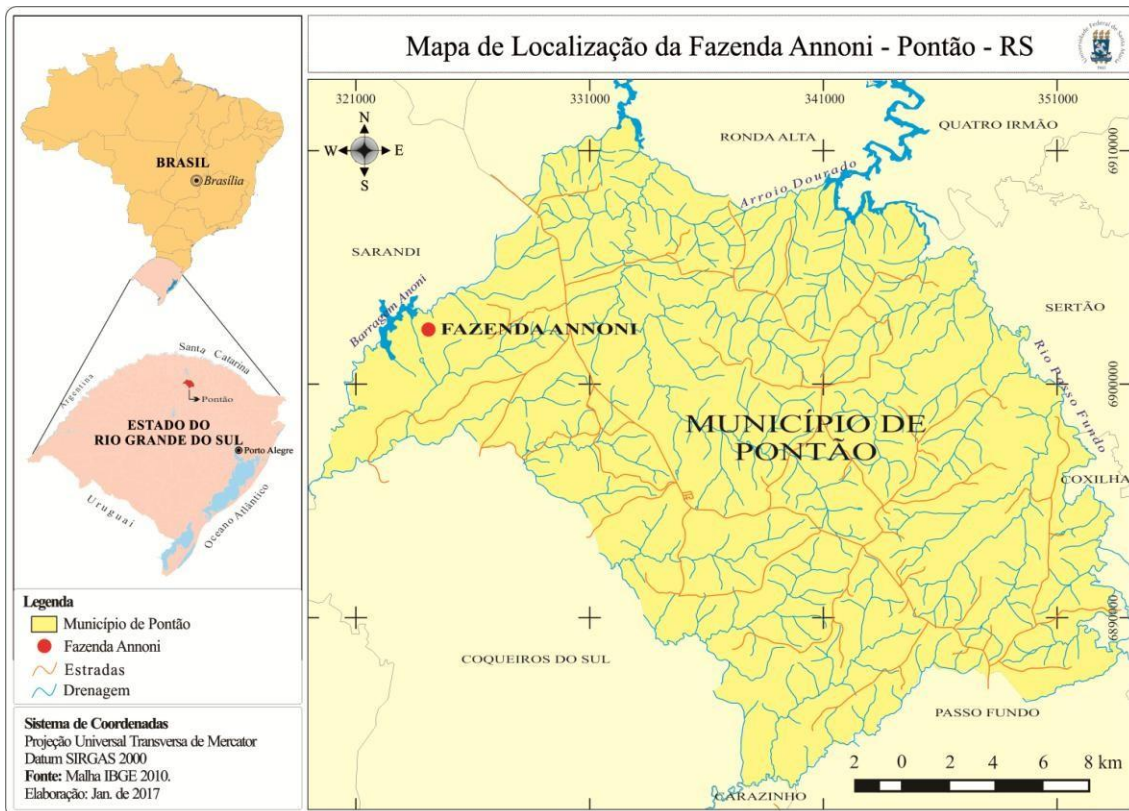 Mapa de Localização da Fazenda Annoni - Pontão - RS
BRASIL
Brasília
Argentina
Santa Catarina
Pontão
ESTADO DO
RIO GRANDE DO SUL
Porto Alegre
Uruguai
Oceano Atlântico
Legenda
Município de Pontão
Fazenda Annoni
Estradas
Drenagem
Sistema de Coordenadas
Projeção Universal Transversa de Mercator
Datum SIRGAS 2000
Fonte: Malha IBGE 2010.
Elaboração: Jan. de 2017
321000
331000
341000
351000
N
W
E
S
RONDA ALTA
QUATRO IRMÃO
6910000
Arroio Dourado
SARANDI
Barragem Anoni
FAZENDA ANNONI
SERTÃO
Rio Passo Fundo
6900000
MUNICÍPIO DE
PONTÃO
COXILHA
6890000
COQUEIROS DO SUL
PASSO FUNDO
CARAZINHO
2 0 2 4 6 8 km